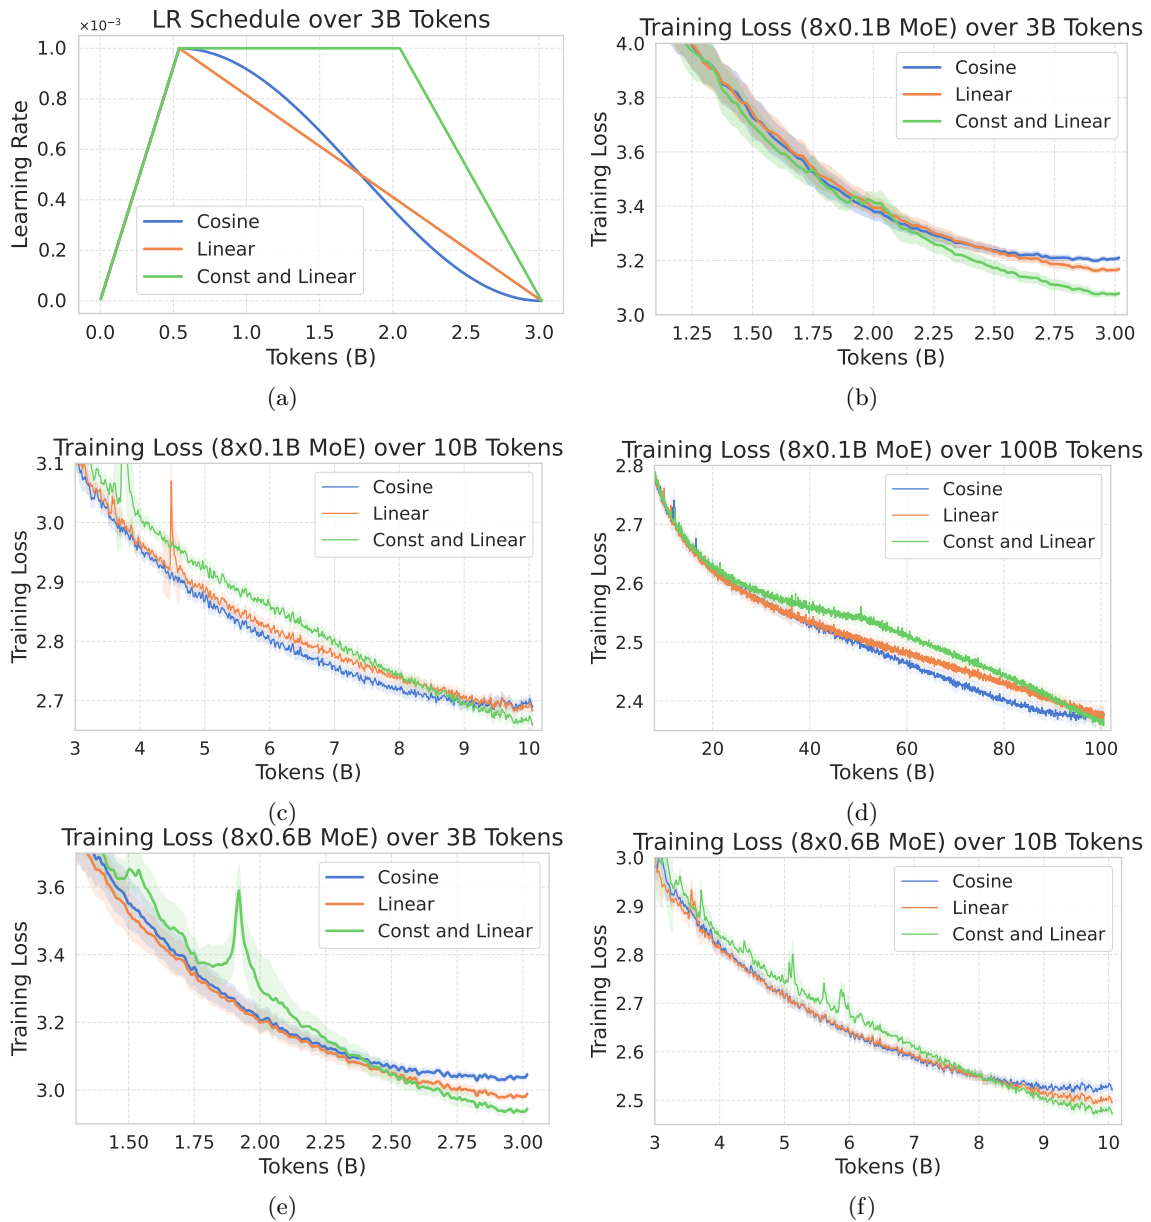 LR Schedule over 3B Tokens
×10⁻³
Learning Rate
1.0
0.8
0.6
0.4
0.2
0.0
Cosine
Linear
Const and Linear
0.0 0.5 1.0 1.5 2.0 2.5 3.0
Tokens (B)
(a)
Training Loss (8x0.1B MoE) over 3B Tokens
Training Loss
4.0
3.8
3.6
3.4
3.2
3.0
Cosine
Linear
Const and Linear
1.25 1.50 1.75 2.00 2.25 2.50 2.75 3.00
Tokens (B)
(b)
Training Loss (8x0.1B MoE) over 10B Tokens
Training Loss
3.1
3.0
2.9
2.8
2.7
Cosine
Linear
Const and Linear
3 4 5 6 7 8 9 10
Tokens (B)
(c)
Training Loss (8x0.1B MoE) over 100B Tokens
Training Loss
2.8
2.7
2.6
2.5
2.4
Cosine
Linear
Const and Linear
20 40 60 80 100
Tokens (B)
(d)
Training Loss (8x0.6B MoE) over 3B Tokens
Training Loss
3.6
3.4
3.2
3.0
Cosine
Linear
Const and Linear
1.50 1.75 2.00 2.25 2.50 2.75 3.00
Tokens (B)
(e)
Training Loss (8x0.6B MoE) over 10B Tokens
Training Loss
3.0
2.9
2.8
2.7
2.6
2.5
Cosine
Linear
Const and Linear
3 4 5 6 7 8 9 10
Tokens (B)
(f)